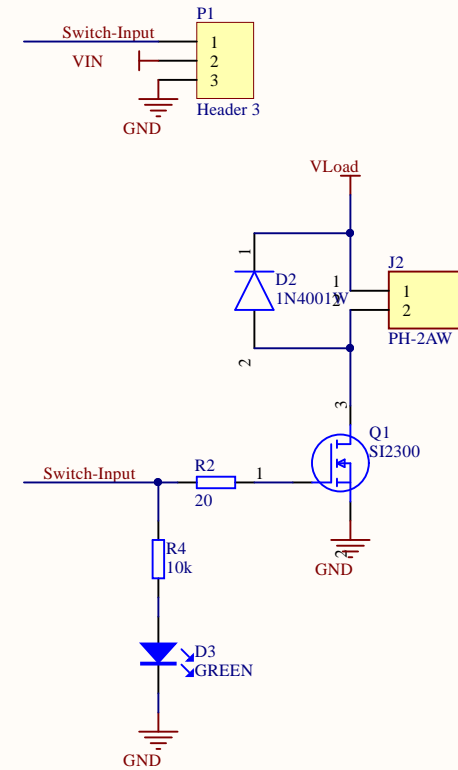 P1
Switch-Input 1
VIN 2
3
GND
Header 3
VLoad
1
D2
1N4001W
1
2
J2
1
2
PH-2AW
2
3
Q1
SI2300
Switch-Input
R2
1
20
2
GND
R4
10k
D3
GREEN
GND